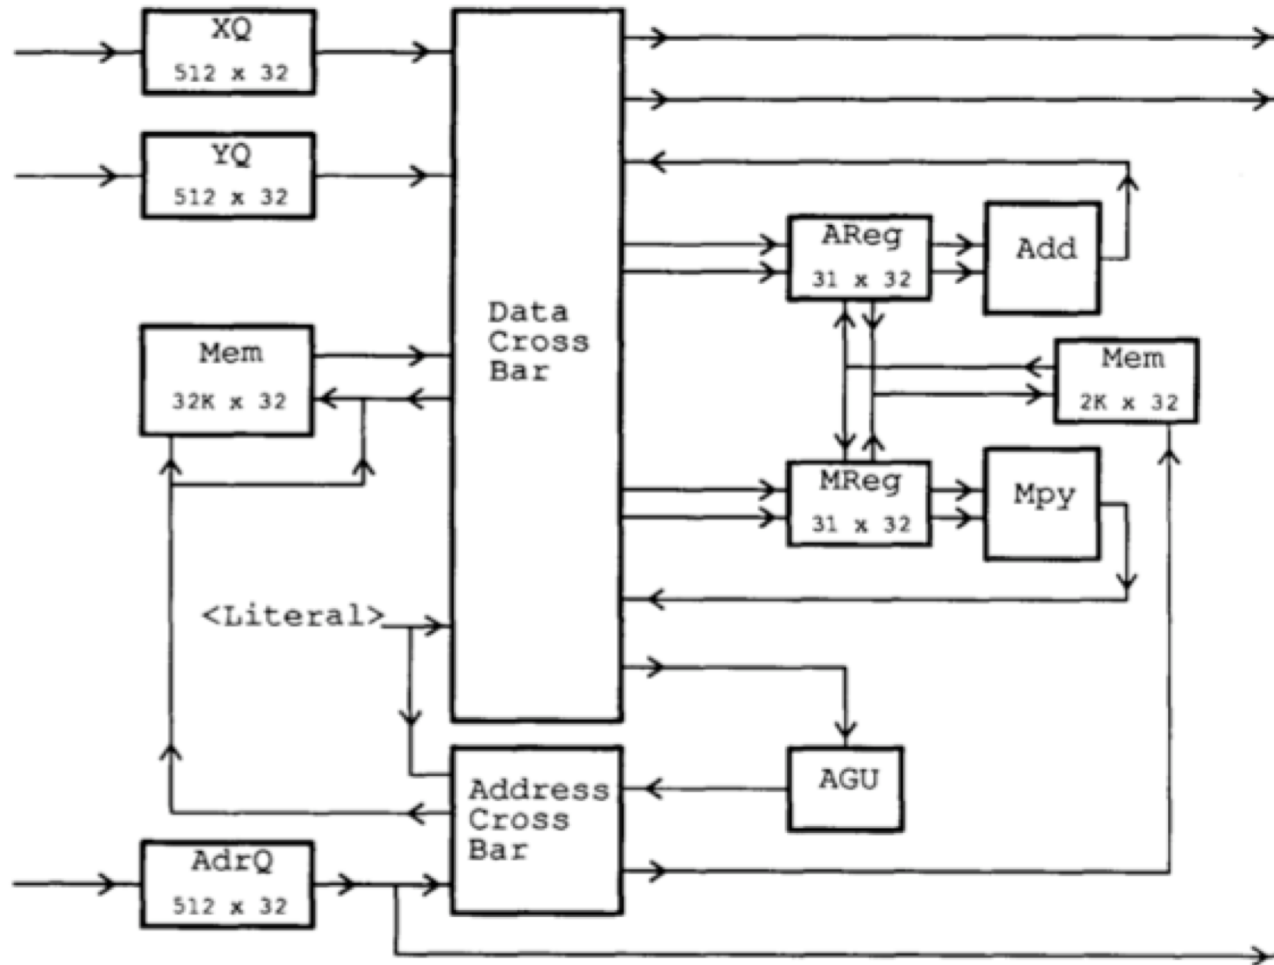 XQ
512 x 32
YQ
512 x 32
AReg
31 x 32
Add
Data
Cross
Bar
Mem
32K x 32
Mem
2K x 32
MReg
31 x 32
Mpy
<Literal>
AGU
Address
Cross
Bar
AdrQ
512 x 32